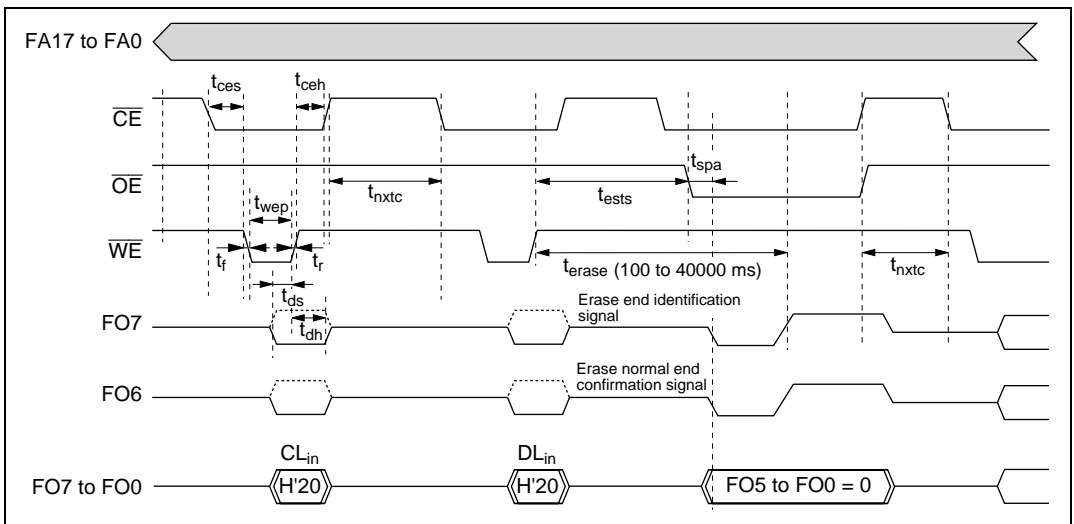 FA17 to FA0
tces
tceh
CE
OE
tnxtc
tests
tspa
twep
WE
tf
tr
terase (100 to 40000 ms)
tnxtc
tds
Erase end identification
signal
FO7
tdh
Erase normal end
confirmation signal
FO6
CLin
DLin
FO7 to FO0
H'20
H'20
FO5 to FO0 = 0